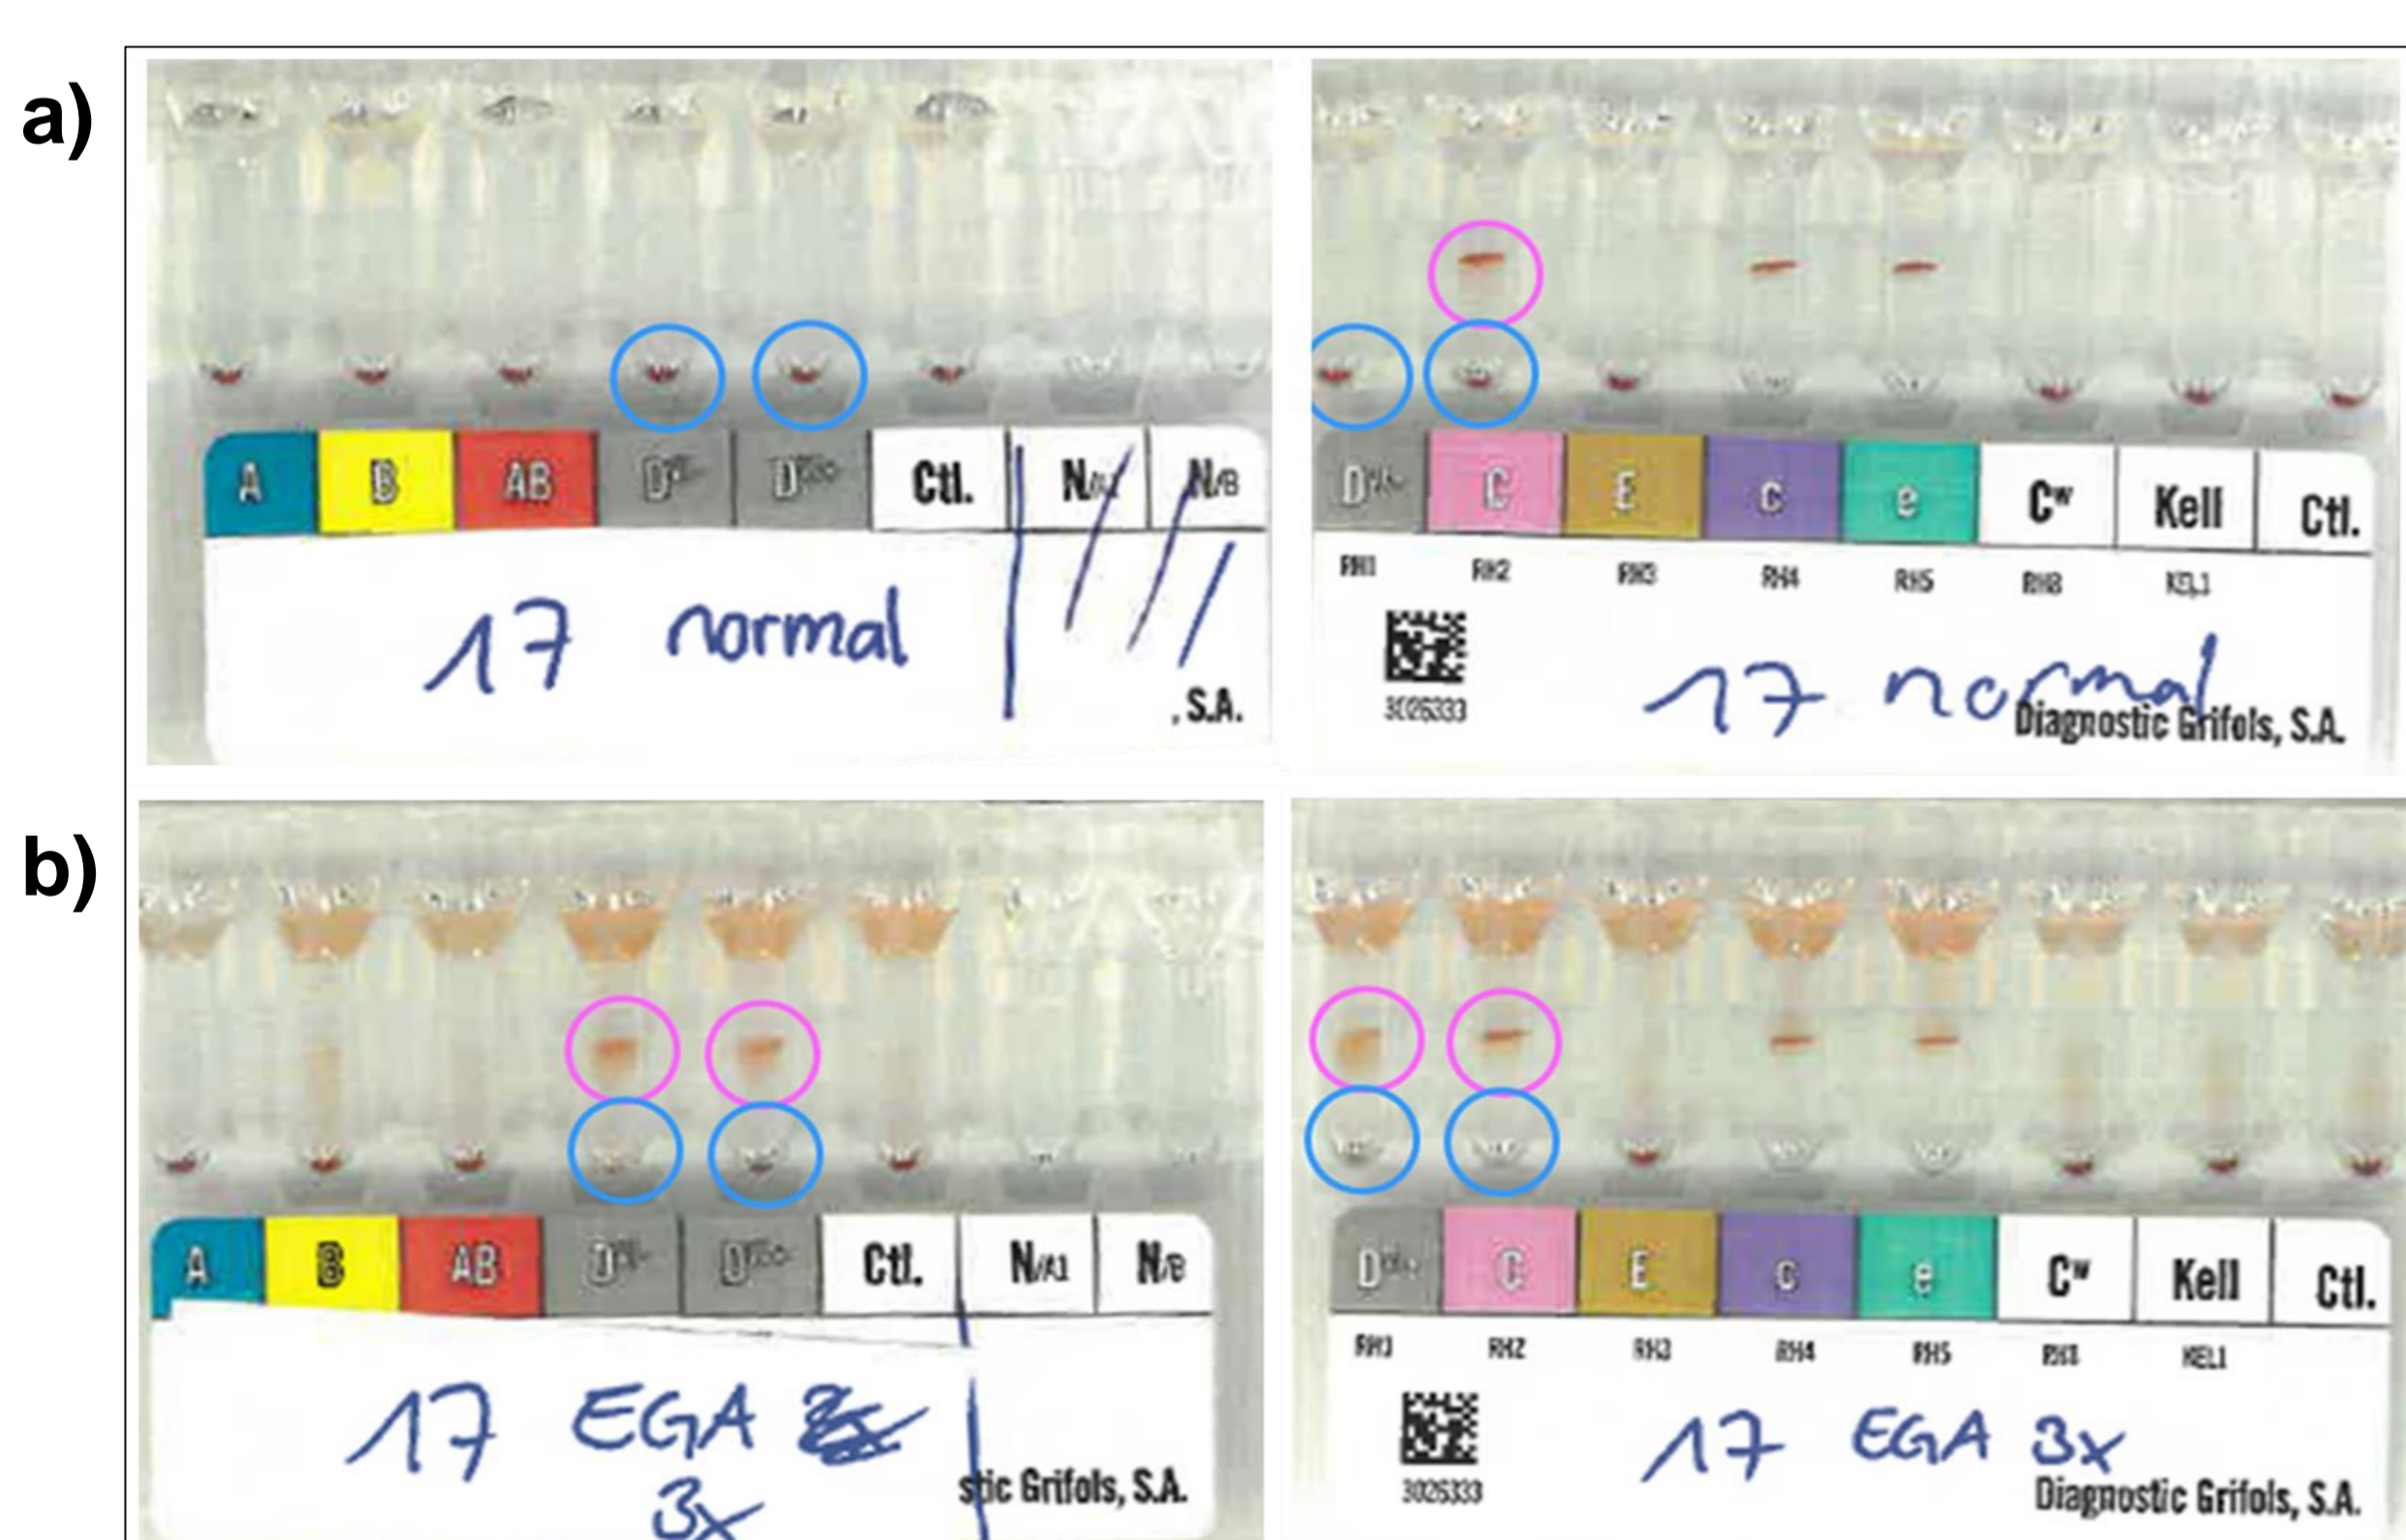 a)
A B AB D D Ctl. N/A1 N/B
17 normal
, S.A.
D C E c e Cw Kell Ctl.
RH1 RH2 RH3 RH4 RH5 RH8 KEL1
3026333
17 normal
Diagnostic Grifols, S.A.
b)
A B AB D D Ctl. N/A1 N/B
17 EGA
3x
stic Grifols, S.A.
D C E c e Cw Kell Ctl.
RH1 RH2 RH3 RH4 RH5 RH8 KEL1
3026333
17 EGA 3x
Diagnostic Grifols, S.A.